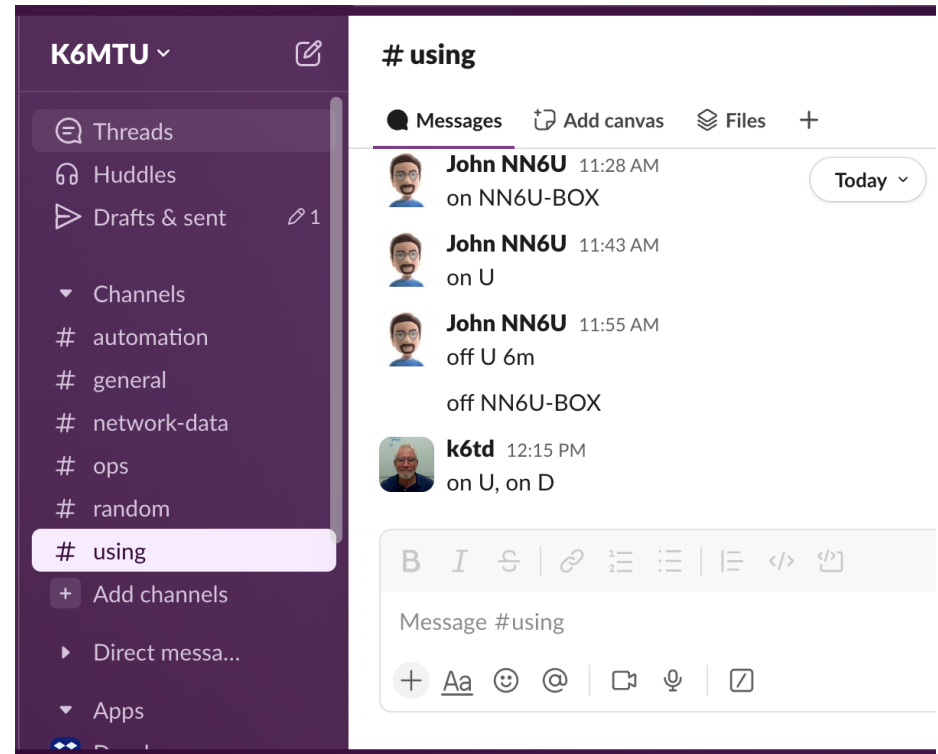 K6MTU
Threads
Huddles
Drafts & sent 1
Channels
# automation
# general
# network-data
# ops
# random
# using
+ Add channels
Direct messa...
Apps
# using
Messages Add canvas Files +
Today
John NN6U 11:28 AM
on NN6U-BOX
John NN6U 11:43 AM
on U
John NN6U 11:55 AM
off U 6m
off NN6U-BOX
k6td 12:15 PM
on U, on D
B I S
Message #using
+ Aa @